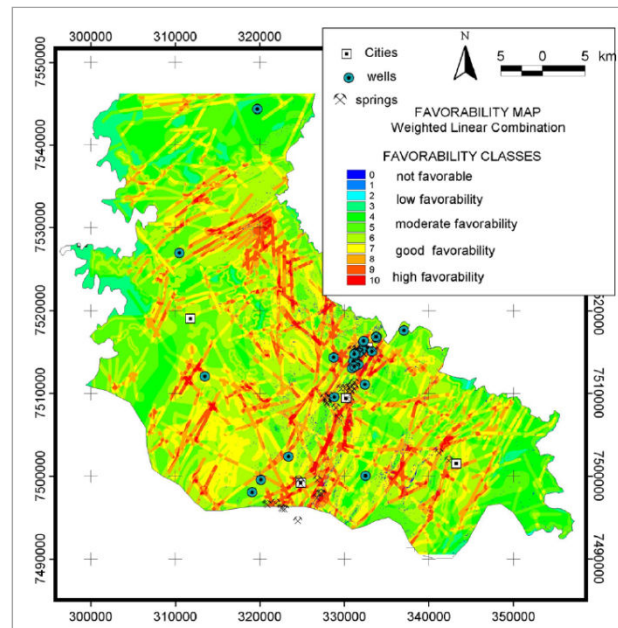 300000 320000
7550000
7540000
7530000
7520000
7510000
7500000
7490000
Cities
wells
springs
N
5 0 5 km
FAVORABILITY MAP
Weighted Linear Combination
FAVORABILITY CLASSES
0 not favorable
1
2 low favorability
3
4 moderate favorability
5
6
7 good favorability
8
9
10 high favorability
7520000
7510000
7500000
7490000
300000 310000 320000 330000 340000 350000